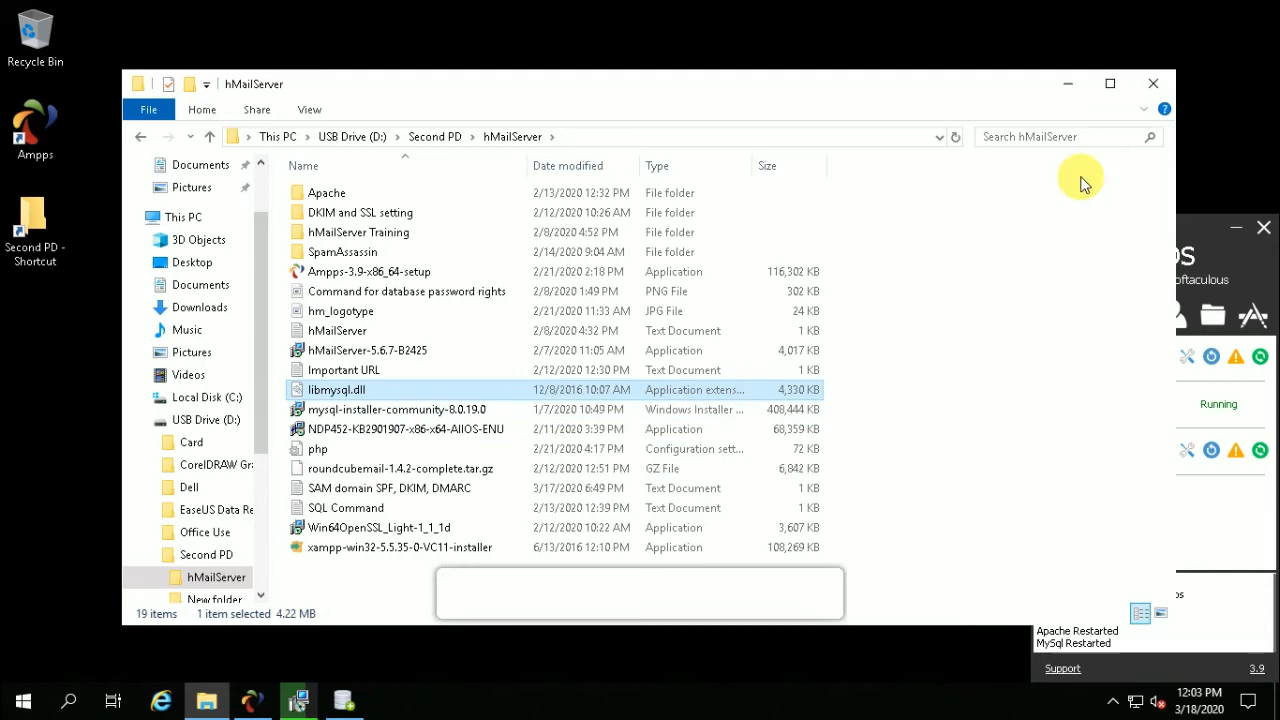 Recycle Bin
Ampps
Second PD -
Shortcut
hMailServer
File Home Share View
This PC USB Drive (D:) Second PD hMailServer
Search hMailServer
Documents
Pictures
This PC
3D Objects
Desktop
Documents
Downloads
Music
Pictures
Videos
Local Disk (C:)
USB Drive (D:)
Card
CorelDRAW Gr
Dell
EaseUS Data Re
Office Use
Second PD
hMailServer
New folder
Name Date modified Type Size
Apache 2/13/2020 12:32 PM File folder
DKIM and SSL setting 2/12/2020 10:26 AM File folder
hMailServer Training 2/8/2020 4:52 PM File folder
SpamAssassin 2/14/2020 9:04 AM File folder
Ampps-3.9-x86_64-setup 2/21/2020 2:18 PM Application 116,302 KB
Command for database password rights 2/8/2020 1:49 PM PNG File 302 KB
hm_logotype 2/21/2020 11:33 AM JPG File 24 KB
hMailServer 2/8/2020 4:32 PM Text Document 1 KB
hMailServer-5.6.7-B2425 2/7/2020 11:05 AM Application 4,017 KB
Important URL 2/12/2020 12:30 PM Text Document 1 KB
libmysql.dll 12/8/2016 10:07 AM Application extens... 4,330 KB
mysql-installer-community-8.0.19.0 1/7/2020 10:49 PM Windows Installer ... 408,444 KB
NDP452-KB2901907-x86-x64-AllOS-ENU 2/11/2020 3:39 PM Application 68,359 KB
php 2/21/2020 4:17 PM Configuration sett... 72 KB
roundcubemail-1.4.2-complete.tar.gz 2/12/2020 12:51 PM GZ File 6,842 KB
SAM domain SPF, DKIM, DMARC 3/17/2020 6:49 PM Text Document 1 KB
SQL Command 2/13/2020 12:39 PM Text Document 1 KB
Win64OpenSSL_Light-1_1_1d 2/12/2020 10:22 AM Application 3,607 KB
xampp-win32-5.5.35-0-VC11-installer 6/13/2016 12:10 PM Application 108,269 KB
19 items 1 item selected 4.22 MB
os
oftaculous
Running
os
Apache Restarted
MySql Restarted
Support 3.9
12:03 PM
3/18/2020